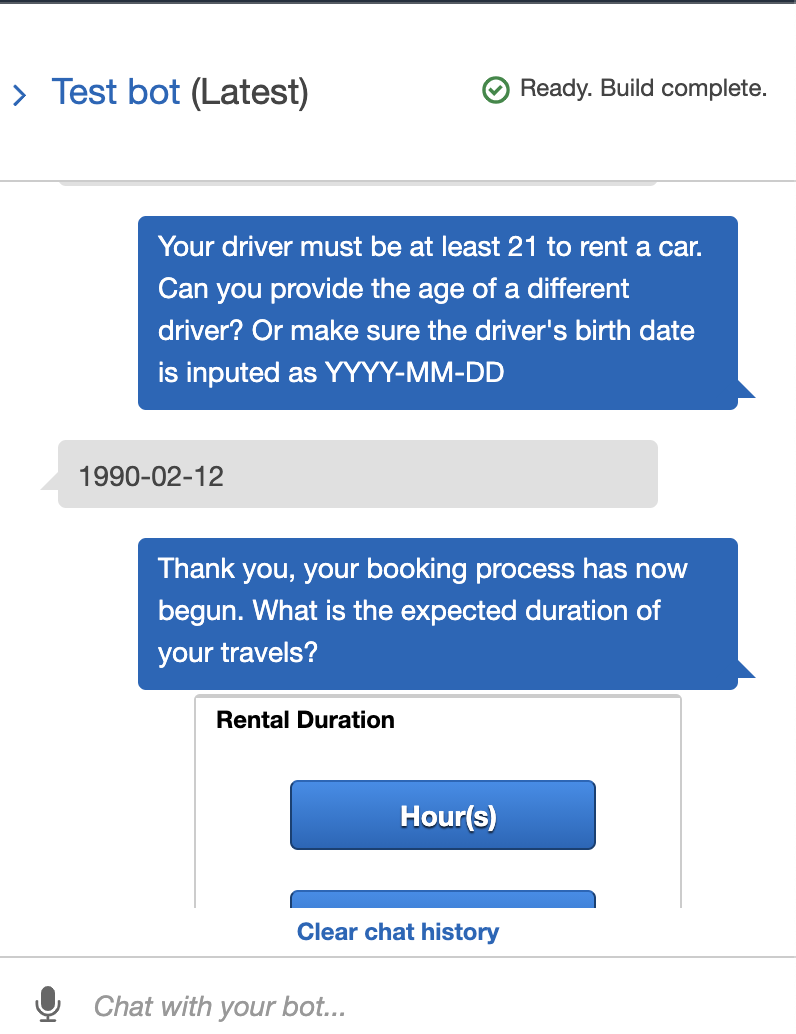 Test bot (Latest)
Ready. Build complete.
Your driver must be at least 21 to rent a car.
Can you provide the age of a different
driver? Or make sure the driver's birth date
is inputed as YYYY-MM-DD
1990-02-12
Thank you, your booking process has now
begun. What is the expected duration of
your travels?
Rental Duration
Hour(s)
Clear chat history
Chat with your bot...